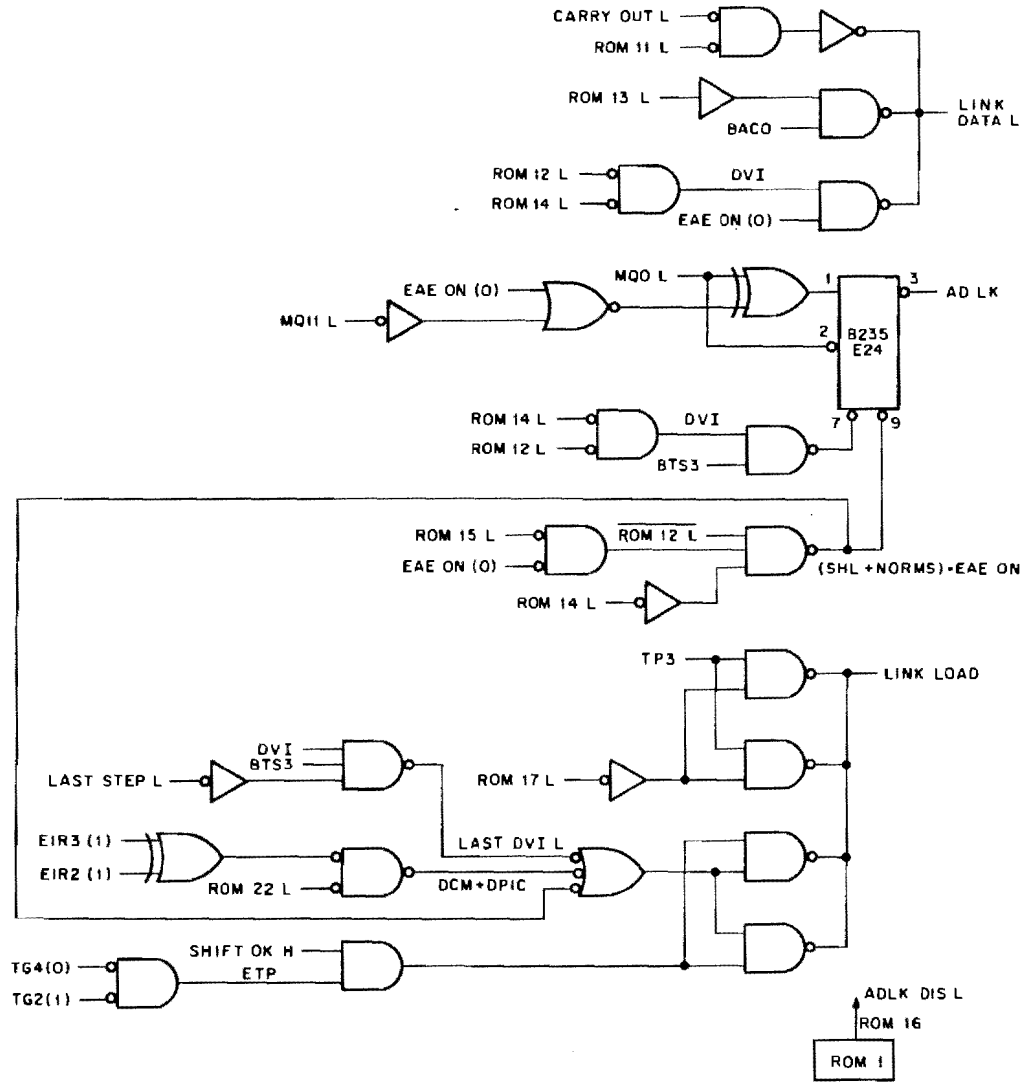 CARRY OUT L
ROM 11 L
ROM 13 L
BACO
LINK
DATA L
ROM 12 L
ROM 14 L
DVI
EAE ON (0)
MQ0 L
EAE ON (0)
MQ11 L
1
3
AD LK
2
8235
E24
7
9
ROM 14 L
ROM 12 L
DVI
BTS3
ROM 15 L
EAE ON (0)
ROM 12 L
ROM 14 L
(SHL + NORMS) • EAE ON
TP3
LINK LOAD
DVI
BTS3
LAST STEP L
ROM 17 L
EIR3 (1)
EIR2 (1)
ROM 22 L
LAST DVI L
DCM+DPIC
SHIFT OK H
ETP
TG4(0)
TG2(1)
ADLK DIS L
ROM 16
ROM 1